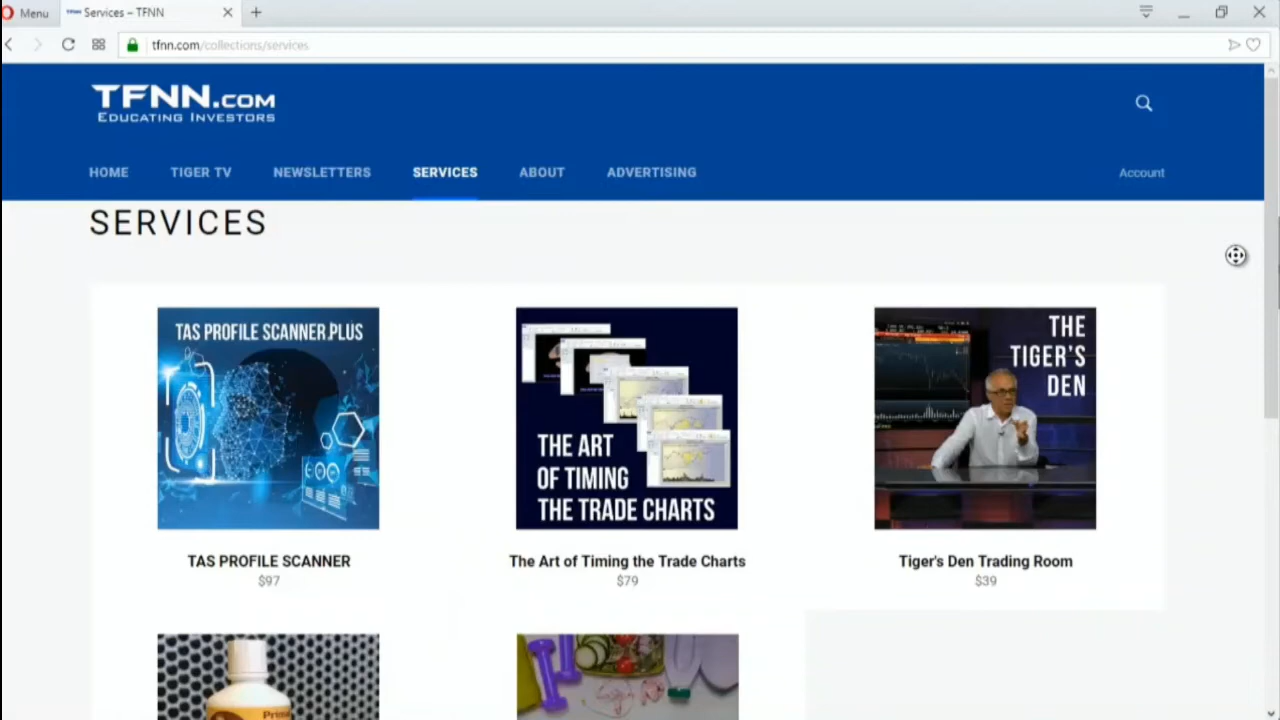 Menu
Services – TFNN
tfnn.com/collections/services
TFNN.COM
EDUCATING INVESTORS
HOME
TIGER TV
NEWSLETTERS
SERVICES
ABOUT
ADVERTISING
Account
SERVICES
TAS PROFILE SCANNER PLUS
THE ART
OF TIMING
THE TRADE CHARTS
THE
TIGER'S
DEN
TAS PROFILE SCANNER
$97
The Art of Timing the Trade Charts
$79
Tiger's Den Trading Room
$39